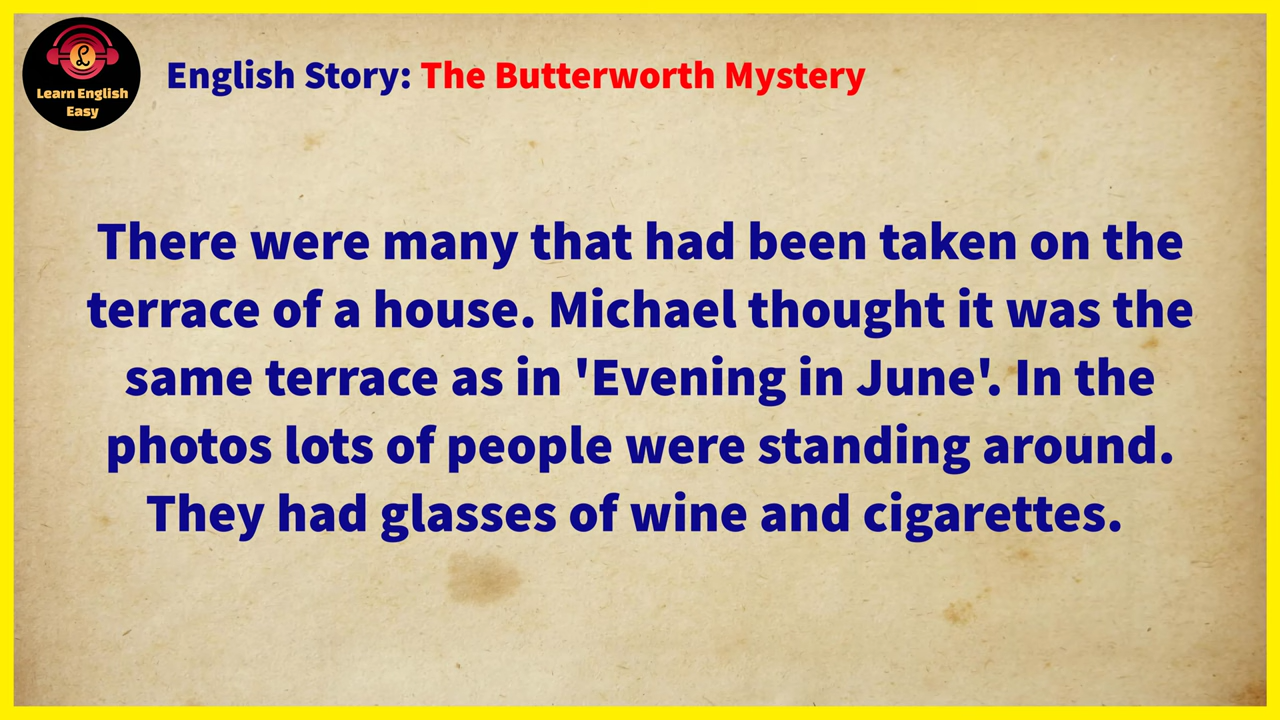 Learn English
Easy
English Story: The Butterworth Mystery
There were many that had been taken on the
terrace of a house. Michael thought it was the
same terrace as in 'Evening in June'. In the
photos lots of people were standing around.
They had glasses of wine and cigarettes.